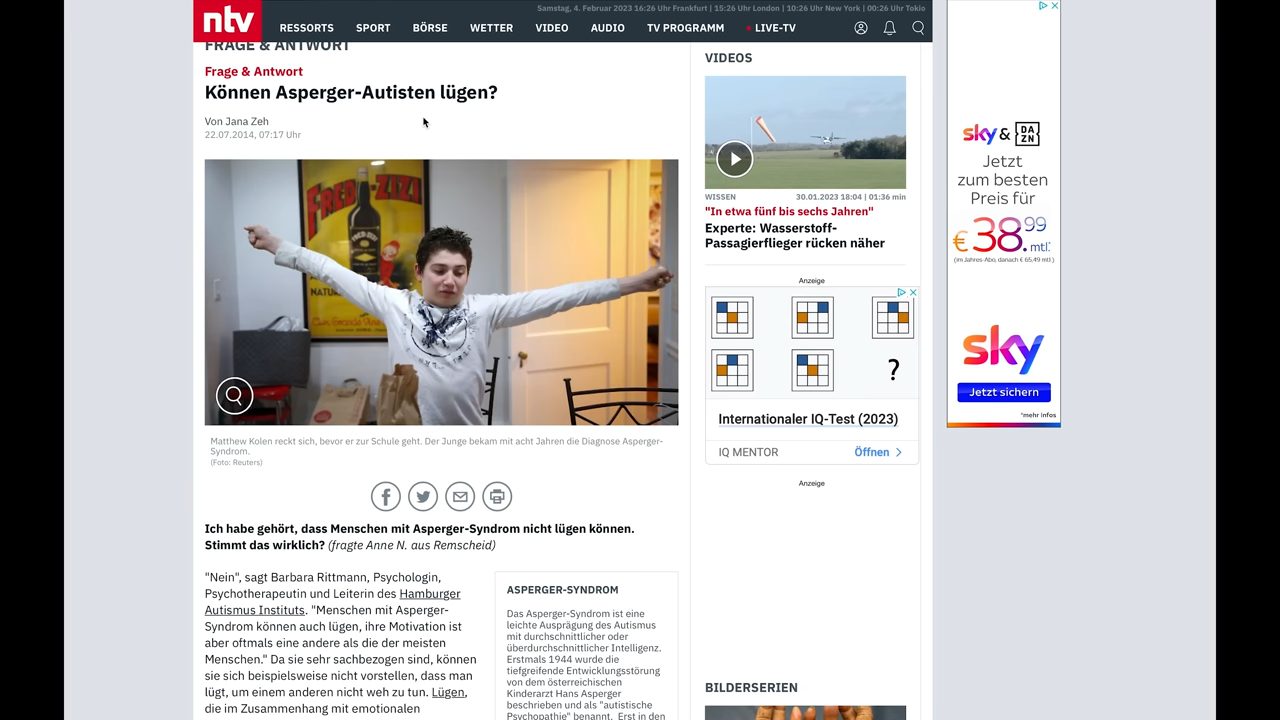 ntv
Samstag, 4. Februar 2023 16:26 Uhr Frankfurt | 15:26 Uhr London | 10:26 Uhr New York | 00:26 Uhr Tokio
RESSORTS SPORT BÖRSE WETTER VIDEO AUDIO TV PROGRAMM LIVE-TV
FRAGE & ANTWORT
Frage & Antwort
Können Asperger-Autisten lügen?
Von Jana Zeh
22.07.2014, 07:17 Uhr
FRED-ZIZI
Matthew Kolen reckt sich, bevor er zur Schule geht. Der Junge bekam mit acht Jahren die Diagnose Asperger-
Syndrom.
(Foto: Reuters)
Ich habe gehört, dass Menschen mit Asperger-Syndrom nicht lügen können.
Stimmt das wirklich? (fragte Anne N. aus Remscheid)
"Nein", sagt Barbara Rittmann, Psychologin,
Psychotherapeutin und Leiterin des Hamburger
Autismus Instituts. "Menschen mit Asperger-
Syndrom können auch lügen, ihre Motivation ist
aber oftmals eine andere als die der meisten
Menschen." Da sie sehr sachbezogen sind, können
sie sich beispielsweise nicht vorstellen, dass man
lügt, um einem anderen nicht weh zu tun. Lügen,
die im Zusammenhang mit emotionalen
ASPERGER-SYNDROM
Das Asperger-Syndrom ist eine
leichte Ausprägung des Autismus
mit durchschnittlicher oder
überdurchschnittlicher Intelligenz.
Erstmals 1944 wurde die
tiefgreifende Entwicklungsstörung
von dem österreichischen
Kinderarzt Hans Asperger
beschrieben und als "autistische
Psychopathie" benannt. Erst in den
VIDEOS
WISSEN 30.01.2023 18:04 | 01:36 min
"In etwa fünf bis sechs Jahren"
Experte: Wasserstoff-
Passagierflieger rücken näher
Anzeige
?
Internationaler IQ-Test (2023)
IQ MENTOR Öffnen
Anzeige
BILDERSERIEN
sky & DAZN
Jetzt
zum besten
Preis für
€38.99 mtl.*
(im Jahres-Abo, danach € 65,49 mtl.)
sky
Jetzt sichern
*mehr Infos